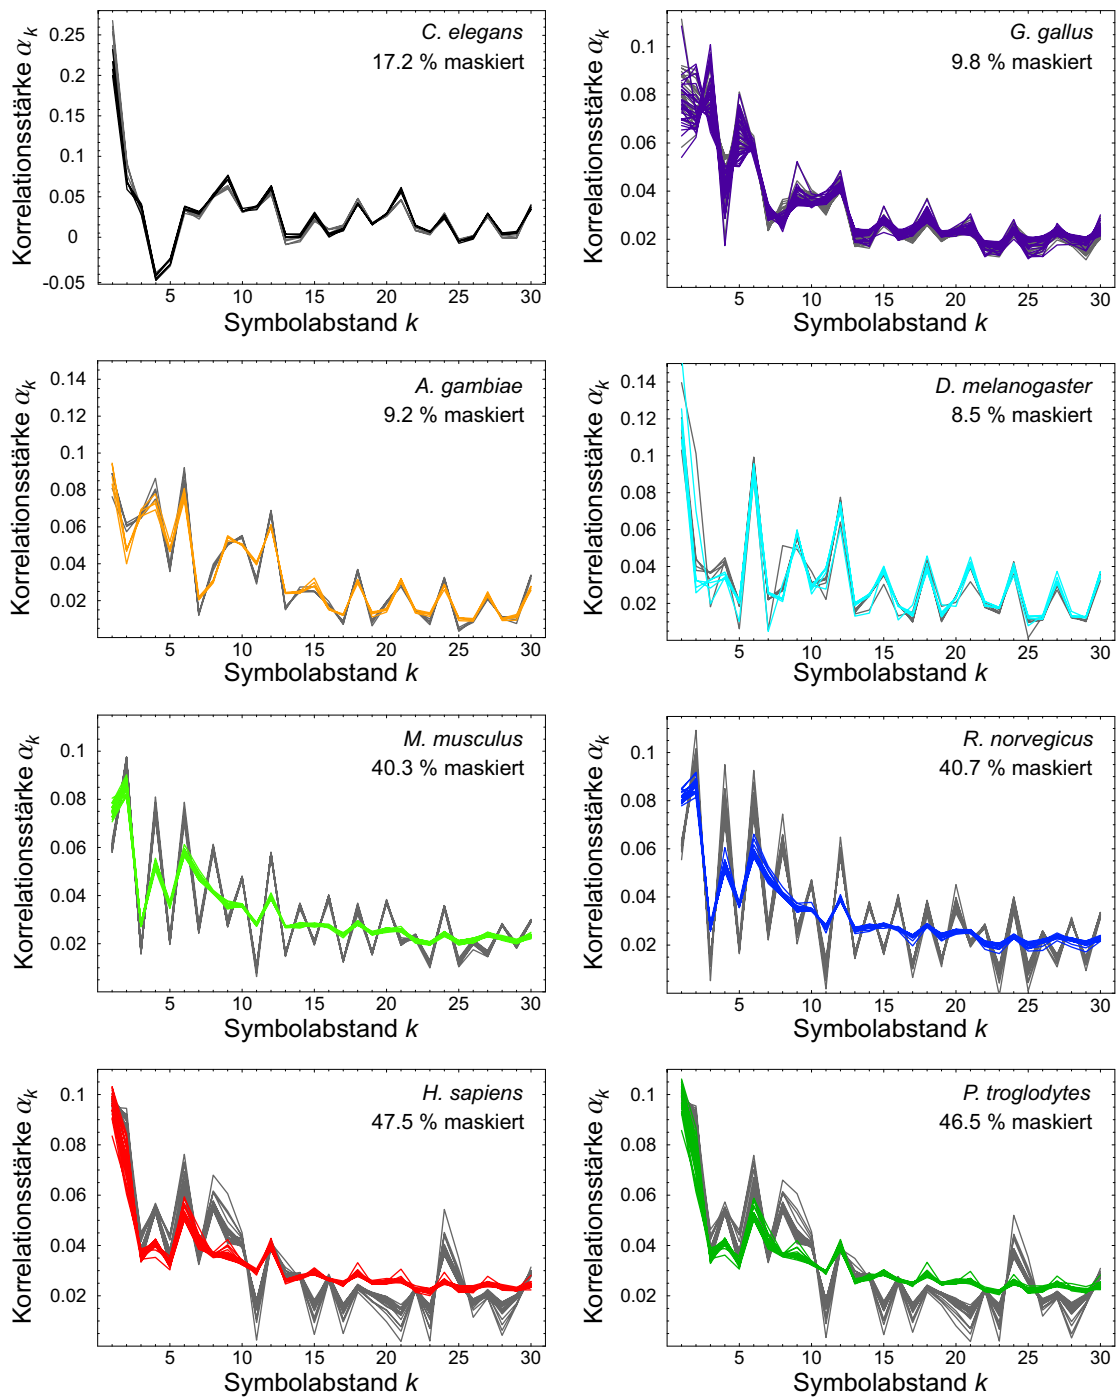 C. elegans
17.2 % maskiert
Korrelationsstärke αk
0.25
0.2
0.15
0.1
0.05
0
-0.05
5 10 15 20 25 30
Symbolabstand k
G. gallus
9.8 % maskiert
Korrelationsstärke αk
0.1
0.08
0.06
0.04
0.02
5 10 15 20 25 30
Symbolabstand k
A. gambiae
9.2 % maskiert
Korrelationsstärke αk
0.14
0.12
0.1
0.08
0.06
0.04
0.02
5 10 15 20 25 30
Symbolabstand k
D. melanogaster
8.5 % maskiert
Korrelationsstärke αk
0.14
0.12
0.1
0.08
0.06
0.04
0.02
5 10 15 20 25 30
Symbolabstand k
M. musculus
40.3 % maskiert
Korrelationsstärke αk
0.1
0.08
0.06
0.04
0.02
5 10 15 20 25 30
Symbolabstand k
R. norvegicus
40.7 % maskiert
Korrelationsstärke αk
0.1
0.08
0.06
0.04
0.02
5 10 15 20 25 30
Symbolabstand k
H. sapiens
47.5 % maskiert
Korrelationsstärke αk
0.1
0.08
0.06
0.04
0.02
5 10 15 20 25 30
Symbolabstand k
P. troglodytes
46.5 % maskiert
Korrelationsstärke αk
0.1
0.08
0.06
0.04
0.02
5 10 15 20 25 30
Symbolabstand k